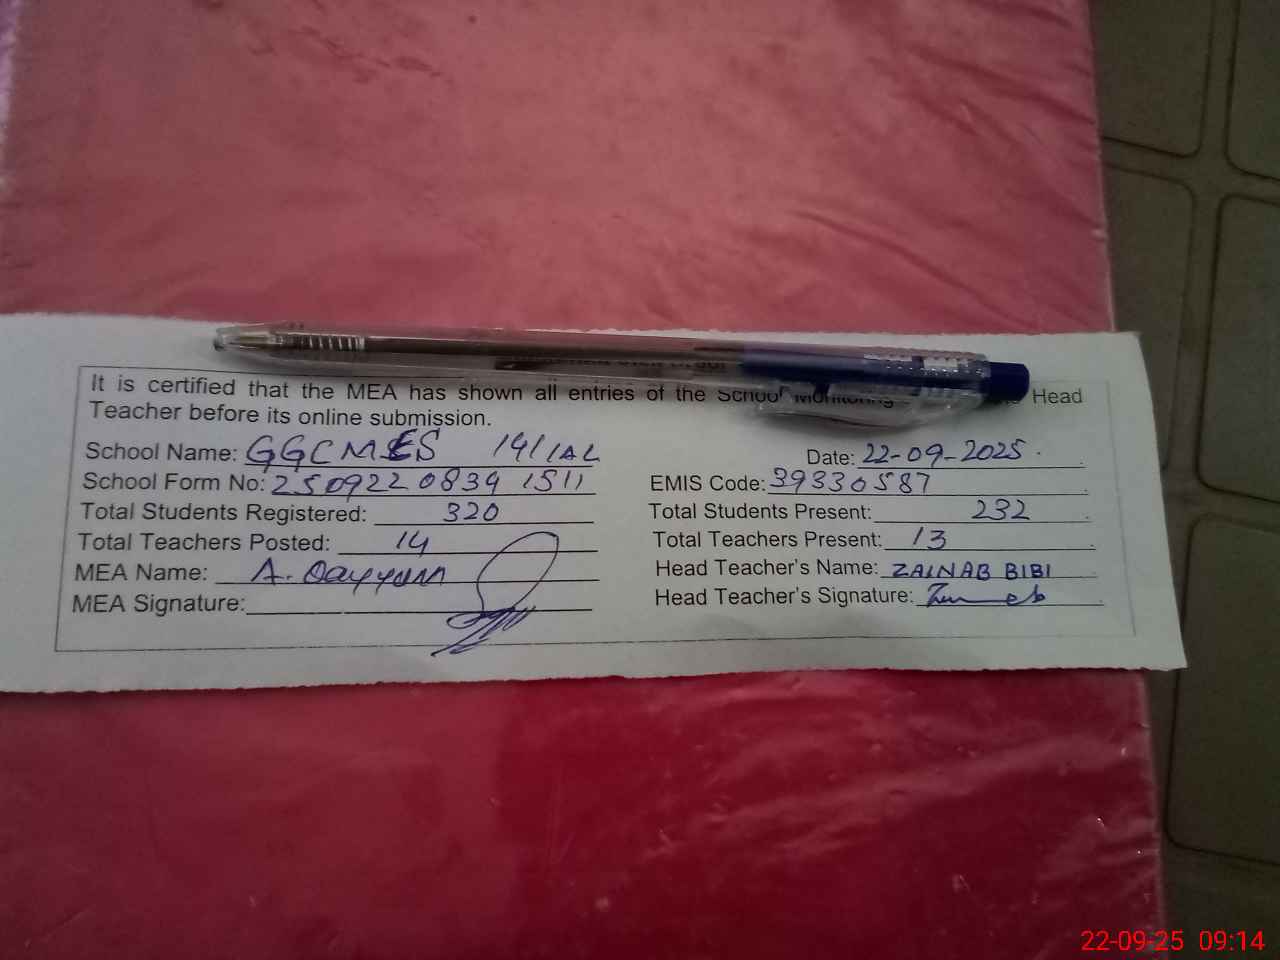 It is certified that the MEA has shown all entries of the School Monitoring Head
Teacher before its online submission.
School Name: GGCMES 141/1AL Date: 22-09-2025.
School Form No: 250922 0839 1511 EMIS Code: 39330587
Total Students Registered: 320 Total Students Present: 232
Total Teachers Posted: 14 Total Teachers Present: 13
MEA Name: A. Qayyum Head Teacher's Name: ZAINAB BIBI
MEA Signature: Head Teacher's Signature:
22-09-25 09:14